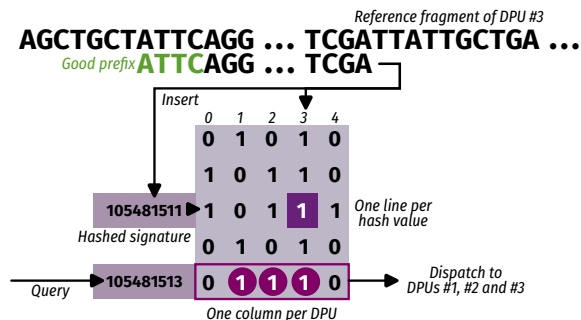 Reference fragment of DPU #3
AGCTGCTATTCAGG ... TCGATTATTGCTGA ...
Good prefix ATTCAGG ... TCGA
Insert
0 1 2 3 4
0 1 0 1 0
1 0 1 1 0
105481511 1 0 1 1 1
One line per
hash value
Hashed signature
0 1 0 1 0
Query 105481513 0 1 1 1 0
Dispatch to
DPUs #1, #2 and #3
One column per DPU